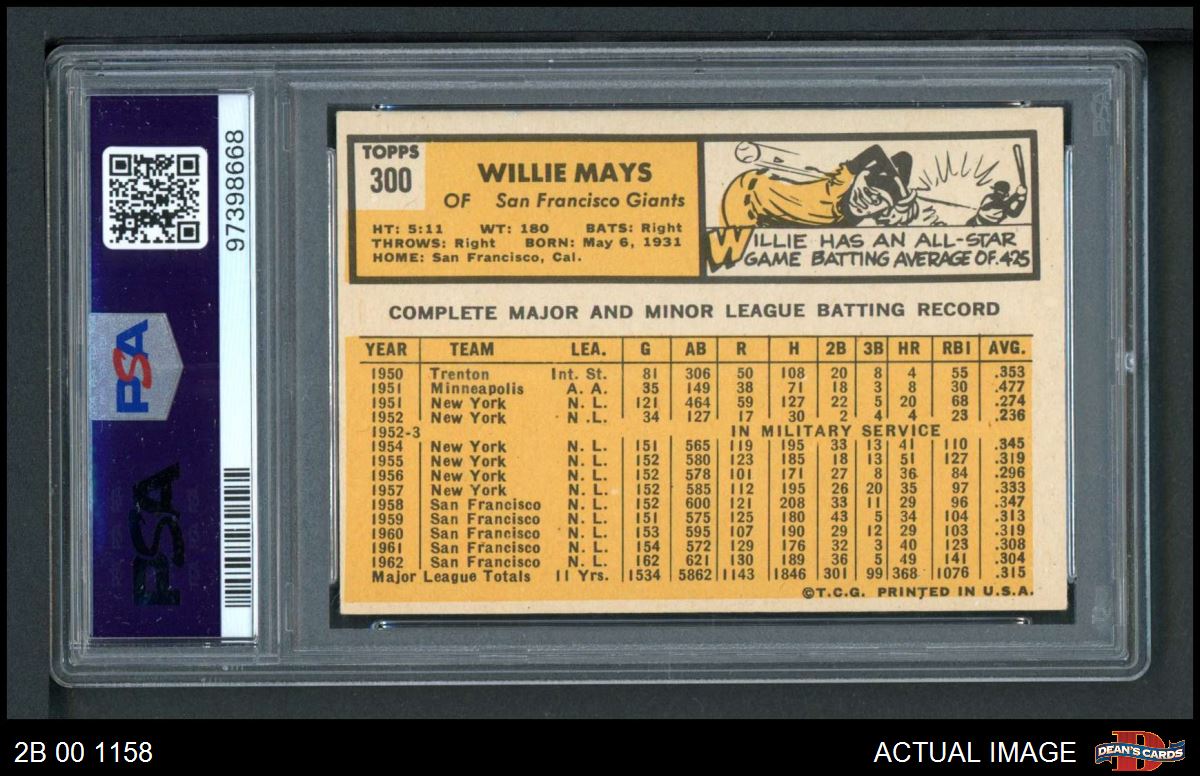 PSA
97398668
PSA
TOPPS
300
WILLIE MAYS
OF San Francisco Giants
HT: 5:11 WT: 180 BATS: Right
THROWS: Right BORN: May 6, 1931
HOME: San Francisco, Cal.
WILLIE HAS AN ALL-STAR
GAME BATTING AVERAGE OF .425
COMPLETE MAJOR AND MINOR LEAGUE BATTING RECORD
YEAR TEAM LEA. G AB R H 2B 3B HR RBI AVG.
1950 Trenton Int. St. 81 306 50 108 20 8 4 55 .353
1951 Minneapolis A. A. 35 149 38 71 18 3 8 30 .477
1951 New York N. L. 121 464 59 127 22 5 20 68 .274
1952 New York N .L. 34 127 17 30 2 4 4 23 .236
1952-3 IN MILITARY SERVICE
1954 New York N. L. 151 565 119 195 33 13 41 110 .345
1955 New York N. L. 152 580 123 185 18 13 51 127 .319
1956 New York N. L. 152 578 101 171 27 8 36 84 .296
1957 New York N. L. 152 585 112 195 26 20 35 97 .333
1958 San Francisco N. L. 152 600 121 208 33 11 29 96 .347
1959 San Francisco N. L. 151 575 125 180 43 5 34 104 .313
1960 San Francisco N. L. 153 595 107 190 29 12 29 103 .319
1961 San Francisco N. L. 154 572 129 176 32 3 40 123 .308
1962 San Francisco N. L. 162 621 130 189 36 5 49 141 .304
Major League Totals 11 Yrs. 1534 5862 1143 1846 301 99 368 1076 .315
©T.C.G. PRINTED IN U.S.A.
2B 00 1158
ACTUAL IMAGE
DEAN'S CARDS